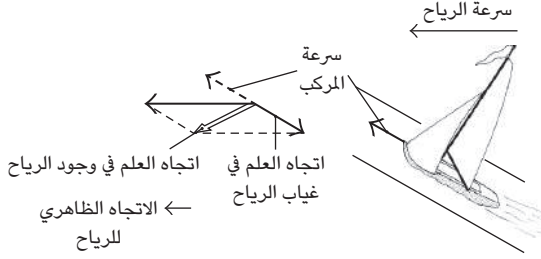 سرعة الرياح
سرعة
المركب
اتجاه العلم في
غياب الرياح
اتجاه العلم في وجود الرياح
الاتجاه الظاهري
للرياح